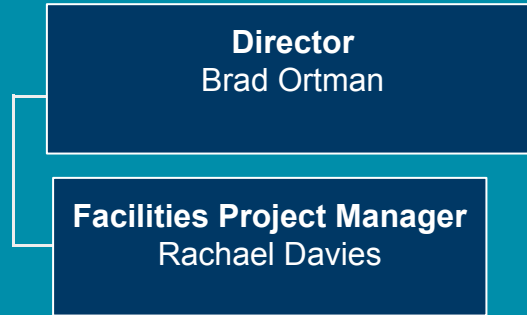 Director
Brad Ortman
Facilities Project Manager
Rachael Davies